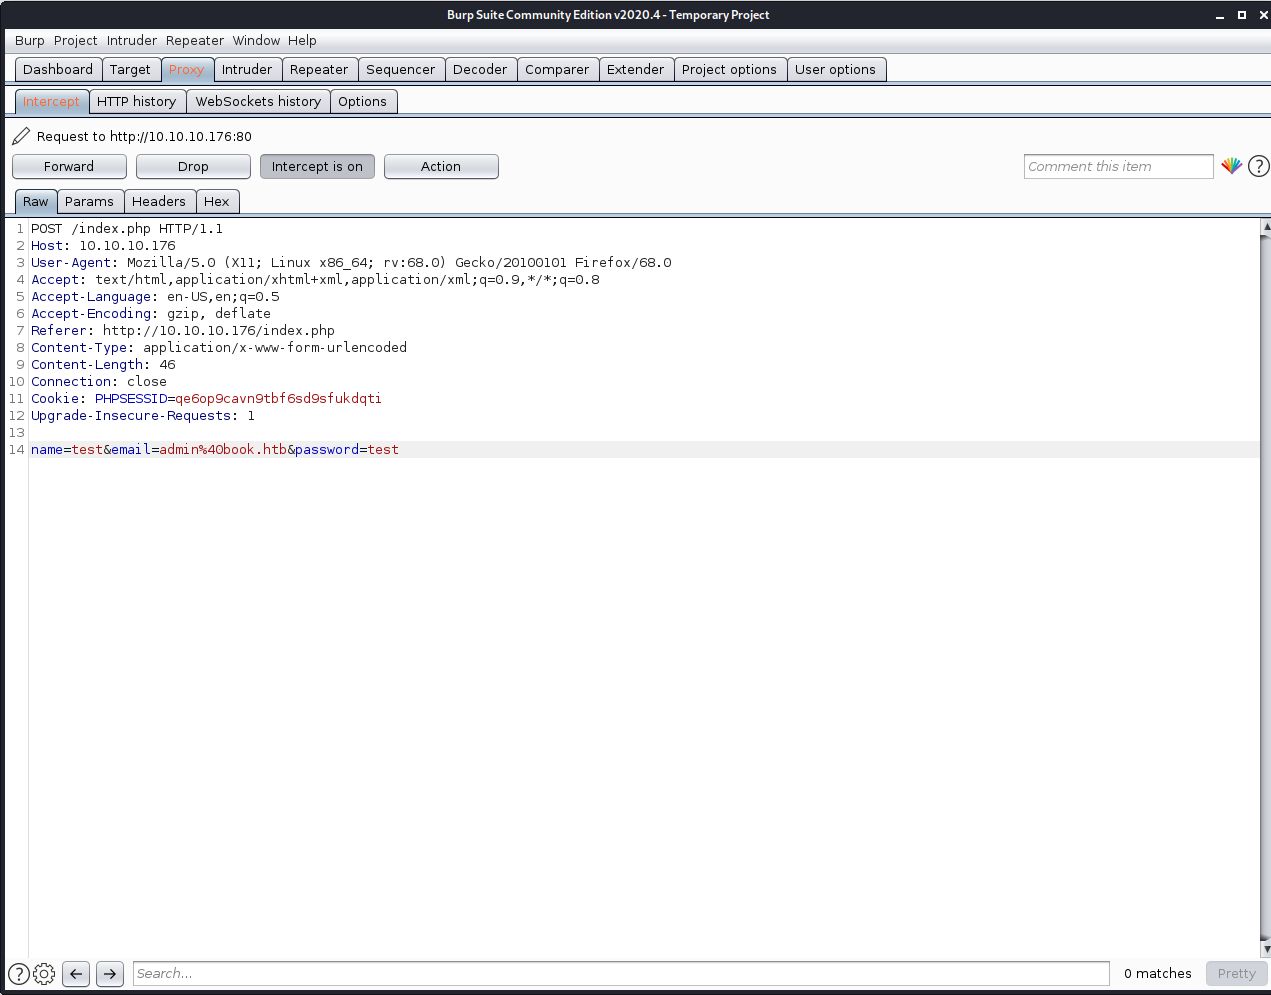 Burp Suite Community Edition v2020.4 - Temporary Project
Burp Project Intruder Repeater Window Help
Dashboard Target Proxy Intruder Repeater Sequencer Decoder Comparer Extender Project options User options
Intercept HTTP history WebSockets history Options
Request to http://10.10.10.176:80
Forward Drop Intercept is on Action Comment this item ?
Raw Params Headers Hex
1 POST /index.php HTTP/1.1
2 Host: 10.10.10.176
3 User-Agent: Mozilla/5.0 (X11; Linux x86_64; rv:68.0) Gecko/20100101 Firefox/68.0
4 Accept: text/html,application/xhtml+xml,application/xml;q=0.9,*/*;q=0.8
5 Accept-Language: en-US,en;q=0.5
6 Accept-Encoding: gzip, deflate
7 Referer: http://10.10.10.176/index.php
8 Content-Type: application/x-www-form-urlencoded
9 Content-Length: 46
10 Connection: close
11 Cookie: PHPSESSID=qe6op9cavn9tbf6sd9sfukdqti
12 Upgrade-Insecure-Requests: 1
13
14 name=test&email=admin%40book.htb&password=test
? Search... 0 matches Pretty